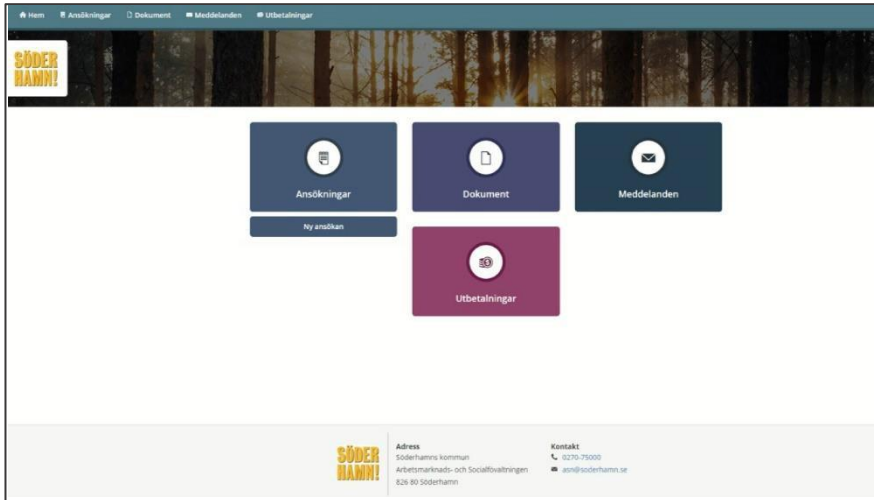 Hem Ansökningar Dokument Meddelanden Utbetalningar
SÖDER
HAMN!
Ansökningar
Dokument
Meddelanden
Ny ansökan
Utbetalningar
SÖDER
HAMN!
Adress
Söderhamns kommun
Arbetsmarknads- och Socialfövaltningen
826 80 Söderhamn
Kontakt
0270-75000
asn@soderhamn.se